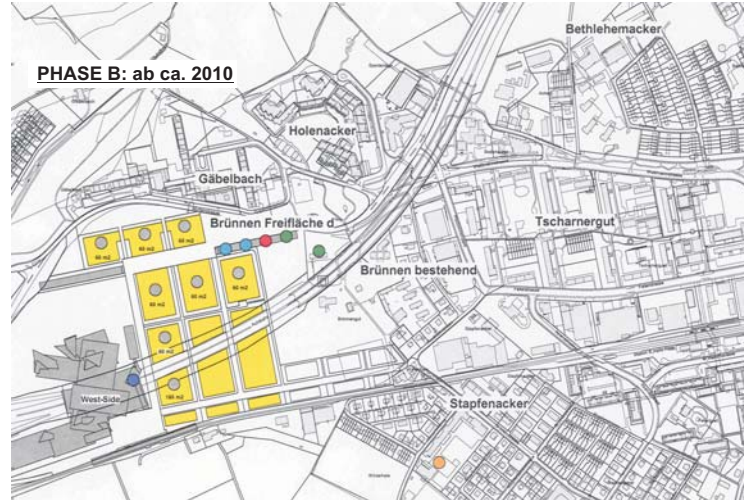 Bethlehemacker
PHASE B: ab ca. 2010
Holenacker
Gäbelbach
Brünnen Freifläche d
Tscharnergut
60 m2
60 m2
60 m2
Brünnen bestehend
60 m2
60 m2
60 m2
60 m2
West-Side
160 m2
Stapfenacker